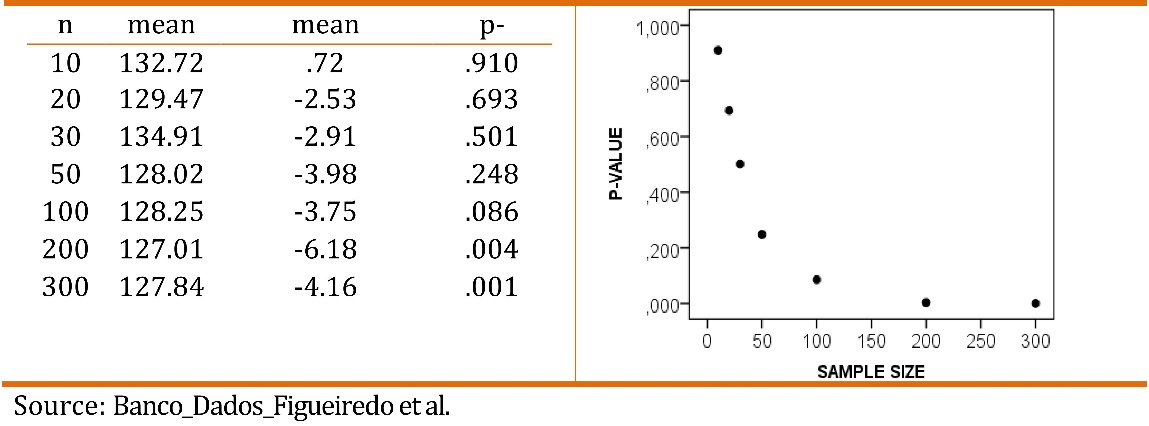 n mean mean p-
10 132.72 .72 .910
20 129.47 -2.53 .693
30 134.91 -2.91 .501
50 128.02 -3.98 .248
100 128.25 -3.75 .086
200 127.01 -6.18 .004
300 127.84 -4.16 .001
P-VALUE
1,000
,800
,600
,400
,200
,000
0 50 100 150 200 250 300
SAMPLE SIZE
Source: Banco_Dados_Figueiredo et al.